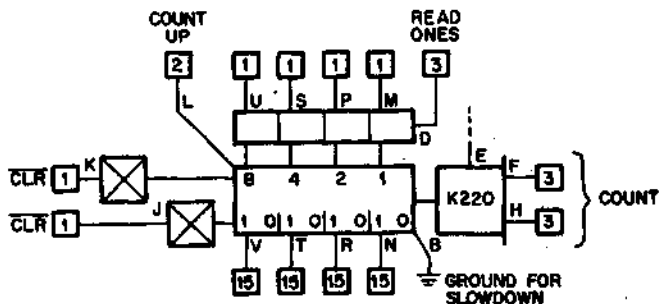 COUNT UP
READ ONES
2 1 1 1 1 3
L U S P M D
CLR 1 K
8 4 2 1
E
K220
F 3
H 3
COUNT
CLR 1 J
1 0 1 0 1 0 1 0
V T R N B
15 15 15 15
GROUND FOR
SLOWDOWN